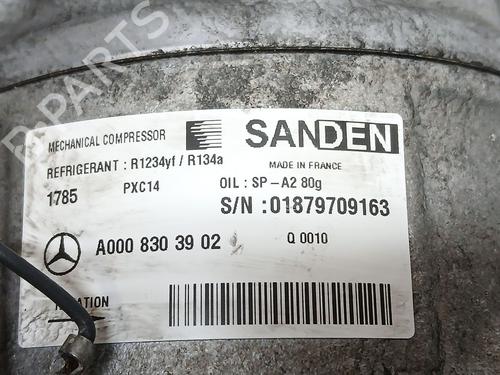 B-PARTS
MECHANICAL COMPRESSOR
SANDEN
REFRIGERANT : R1234yf / R134a
MADE IN FRANCE
1785 PXC14 OIL : SP-A2 80g
S/N : 01879709163
A000 830 39 02 Q 0010